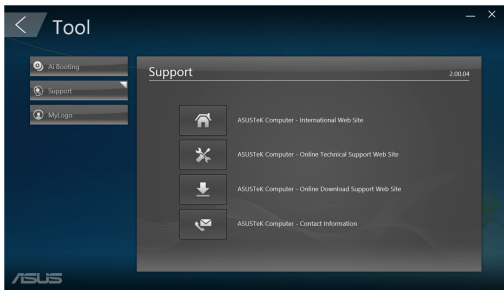 Tool
Ai Booting
Support
MyLogo
Support
2.00.04
ASUSTeK Computer - International Web Site
ASUSTeK Computer - Online Technical Support Web Site
ASUSTeK Computer - Online Download Support Web Site
ASUSTeK Computer - Contact Information
ASUS